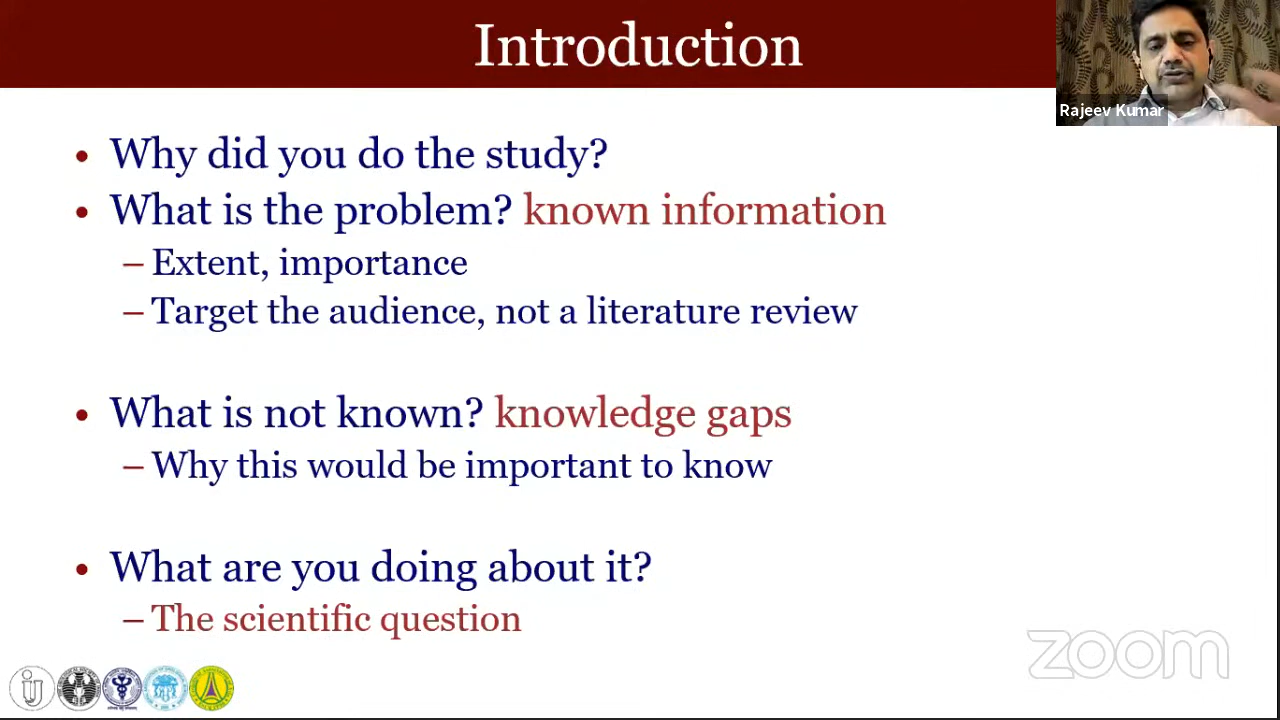 Introduction
Rajeev Kumar
• Why did you do the study?
• What is the problem? known information
– Extent, importance
– Target the audience, not a literature review
• What is not known? knowledge gaps
– Why this would be important to know
• What are you doing about it?
– The scientific question
zoom